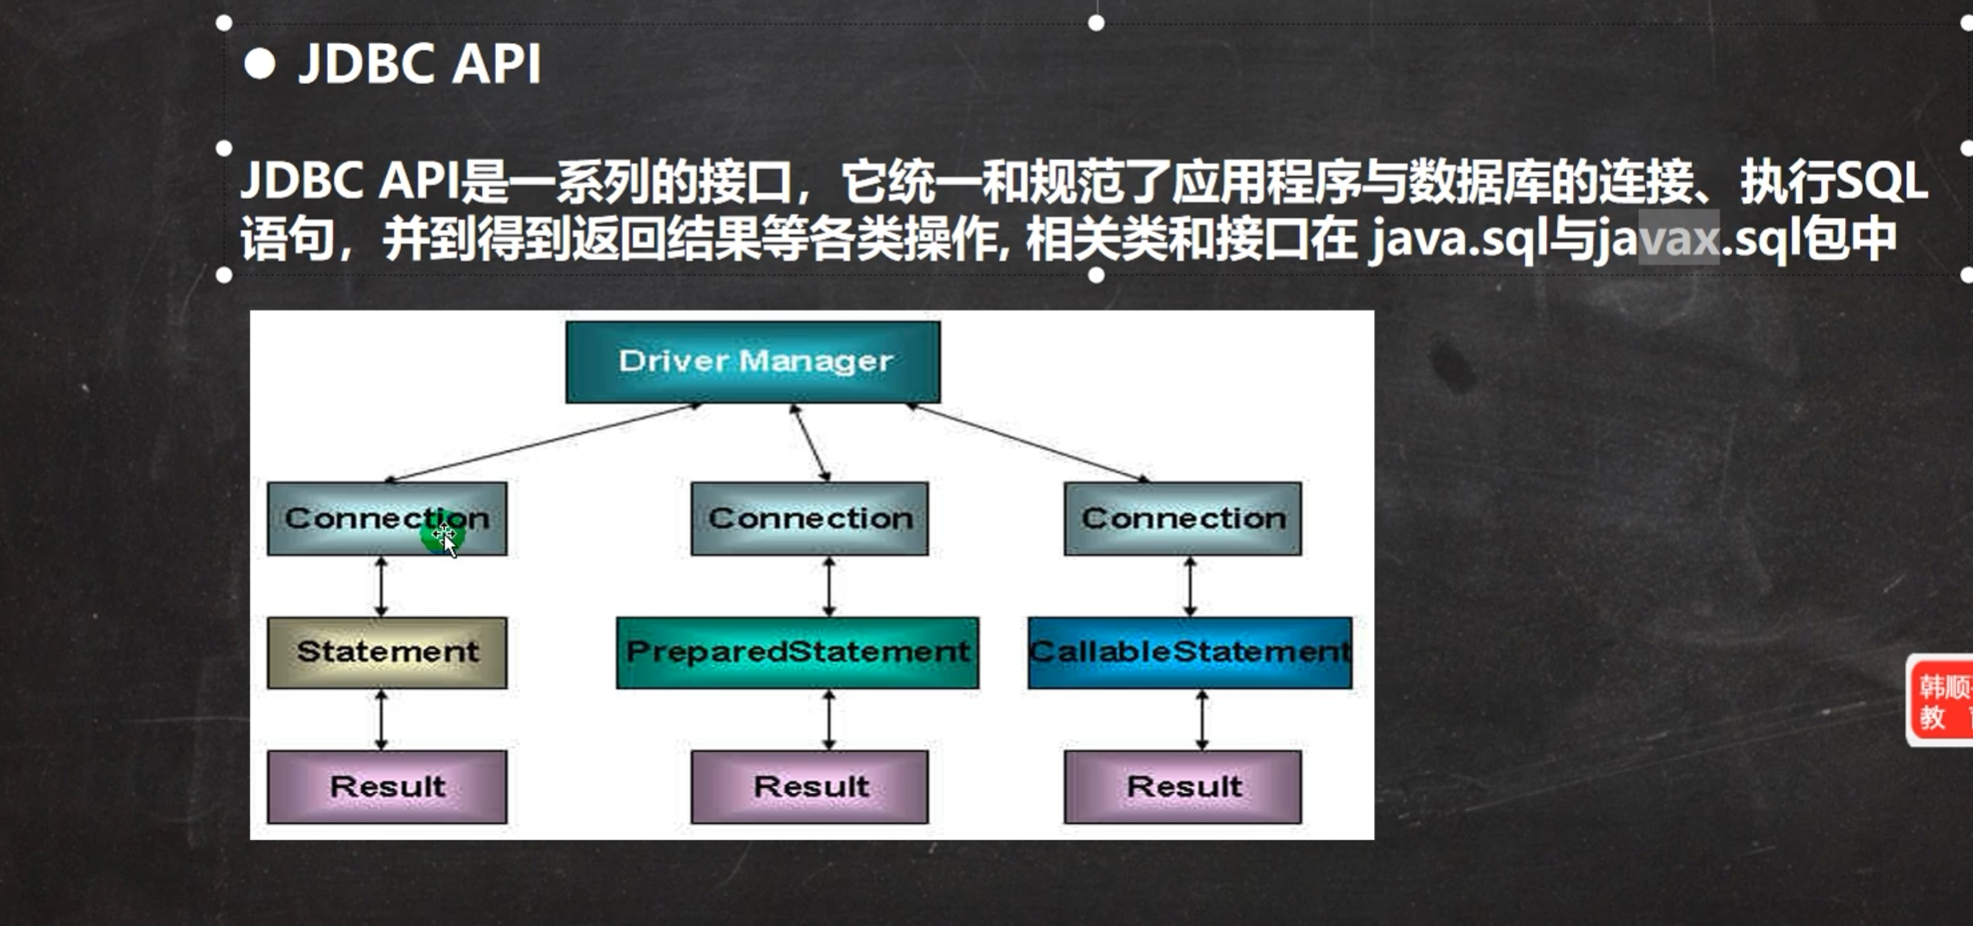 ● JDBC API
JDBC API是一系列的接口，它统一和规范了应用程序与数据库的连接、执行SQL
语句，并到得到返回结果等各类操作, 相关类和接口在 java.sql与javax.sql包中
Driver Manager
Connection Connection Connection
Statement PreparedStatement CallableStatement
Result Result Result
韩顺
教